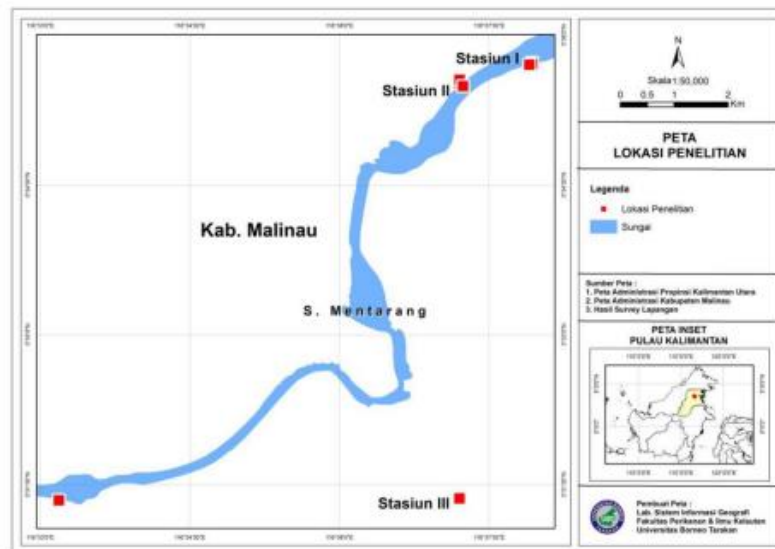 Stasiun I
Stasiun II
Kab. Malinau
S. Mentarang
Stasiun III
N
Skala 1:50,000
0 0.5 1 2
Km
PETA
LOKASI PENELITIAN
Legenda
Lokasi Penelitian
Sungai
Sumber Peta :
1. Peta Administrasi Propinsi Kalimantan Utara
2. Peta Administrasi Kabupaten Malinau
3. Hasil Survey Lapangan
PETA INSET
PULAU KALIMANTAN
Pembuat Peta :
Lab. Sistem Informasi Geografi
Fakultas Perikanan & Ilmu Kelautan
Universitas Borneo Tarakan